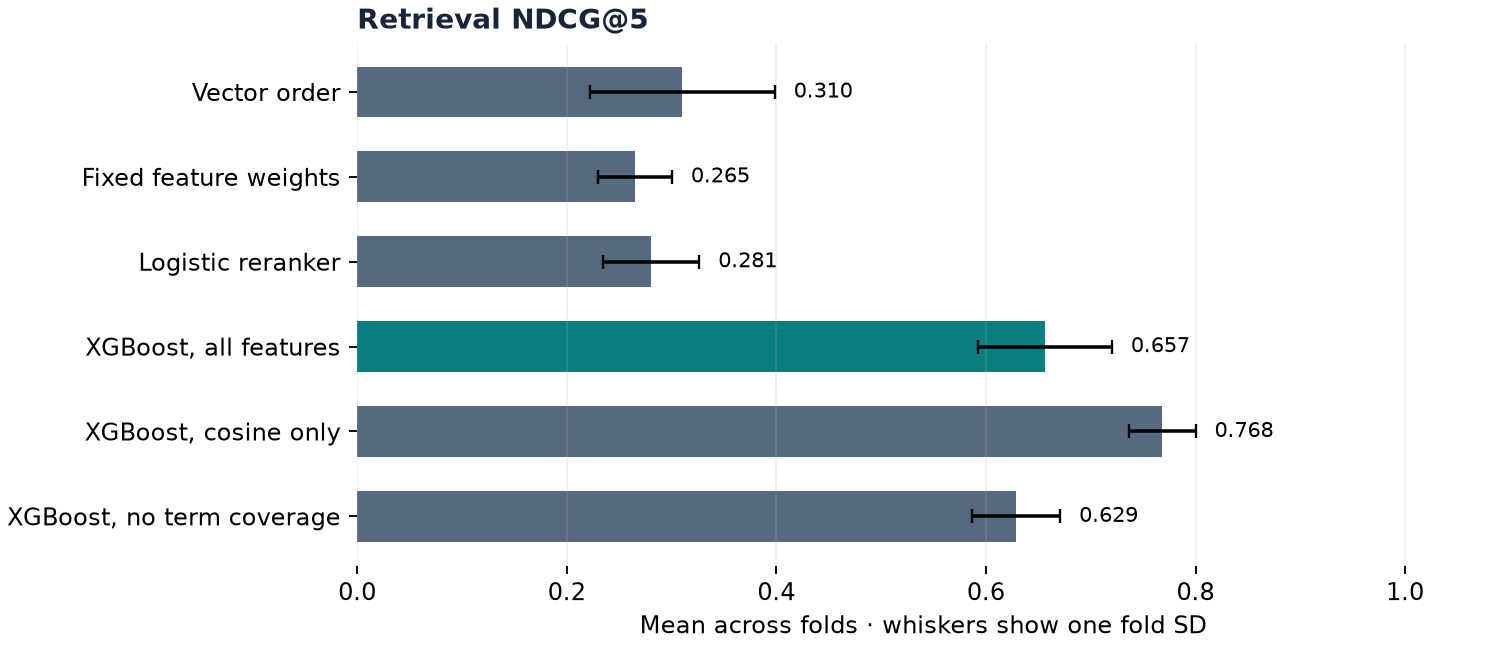 Retrieval NDCG@5
Vector order 0.310
Fixed feature weights 0.265
Logistic reranker 0.281
XGBoost, all features 0.657
XGBoost, cosine only 0.768
XGBoost, no term coverage 0.629
0.0 0.2 0.4 0.6 0.8 1.0
Mean across folds · whiskers show one fold SD